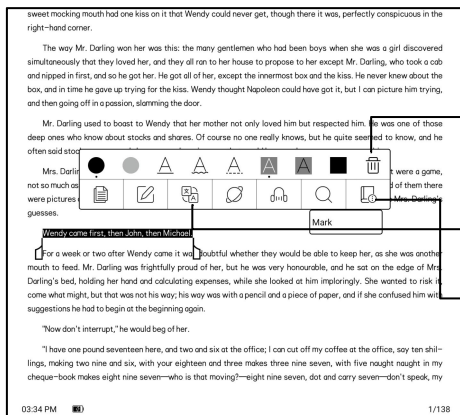 sweet mocking mouth had one kiss on it that Wendy could never get, though there it was, perfectly conspicuous in the
right-hand corner.
The way Mr. Darling won her was this: the many gentlemen who had been boys when she was a girl discovered
simultaneously that they loved her, and they all ran to her house to propose to her except Mr. Darling, who took a cab
and nipped in first, and so he got her. He got all of her, except the innermost box and the kiss. He never knew about the
box, and in time he gave up trying for the kiss. Wendy thought Napoleon could have got it, but I can picture him trying,
and then going off in a passion, slamming the door.
Mr. Darling used to boast to Wendy that her mother not only loved him but respected him. He was one of those
deep ones who know about stocks and shares. Of course no one really knows, but he quite seemed to know, and he
often said
A A A A A
Mrs. Darlin
t were a game,
not so much as
d of them there
were pictures
Mrs. Darling's
guesses.
Mark
Wendy came first, then John, then Michael.
For a week or two after Wendy came it was doubtful whether they would be able to keep her, as she was another
mouth to feed. Mr. Darling was frightfully proud of her, but he was very honourable, and he sat on the edge of Mrs.
Darling's bed, holding her hand and calculating expenses, while she looked at him imploringly. She wanted to risk it,
come what might, but that was not his way; his way was with a pencil and a piece of paper, and if she confused him with
suggestions he had to begin at the beginning again.
"Now don't interrupt," he would beg of her.
"I have one pound seventeen here, and two and six at the office; I can cut off my coffee at the office, say ten shil-
lings, making two nine and six, with your eighteen and three makes three nine seven, with five naught naught in my
cheque-book makes eight nine seven—who is that moving?—eight nine seven, dot and carry seven—don't speak, my
03:34 PM
1/138